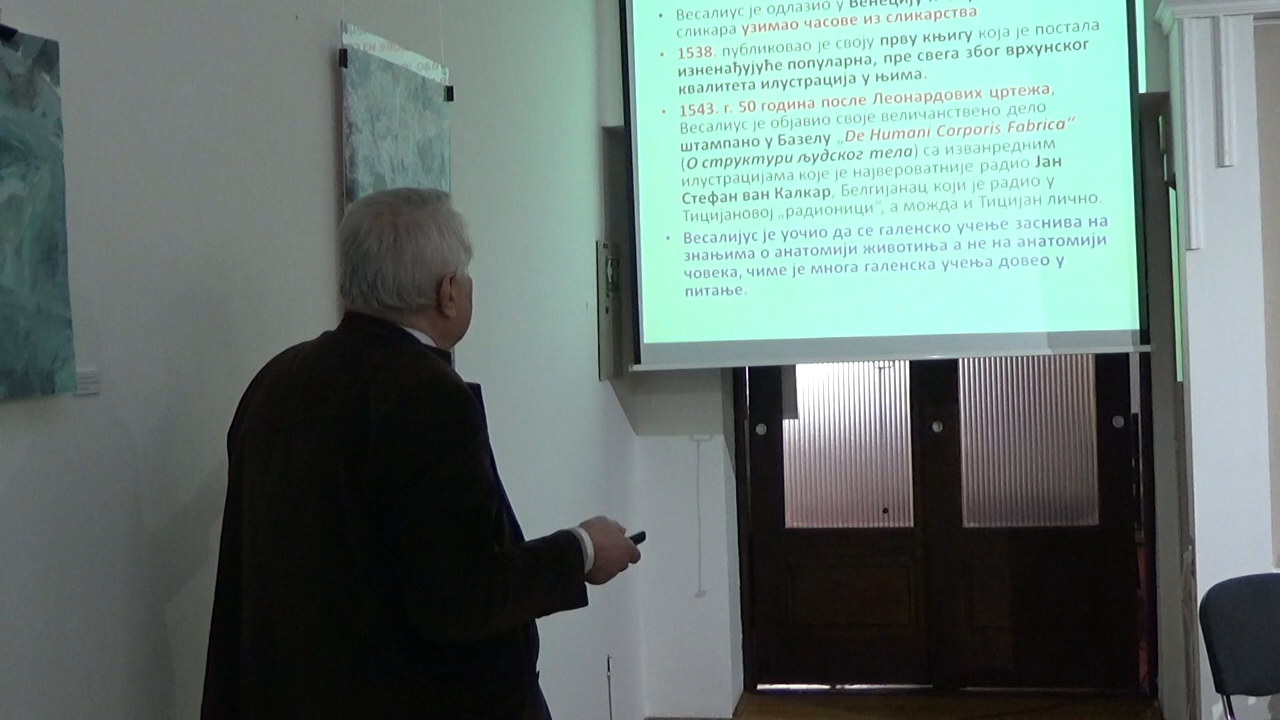 Весалиус је одлазио у Венецију
сликара узимао часове из сликарства
1538. публиковао је своју прву књигу која је постала
изненађујуће популарна, пре свега због врхунског
квалитета илустрација у њима.
1543. г. 50 година после Леонардових цртежа,
Весалиус је објавио своје величанствено дело
штампано у Базелу „De Humani Corporis Fabrica“
(О структури људског тела) са изванредним
илустрацијама које је највероватније радио Јан
Стефан ван Калкар, Белгијанац који је радио у
Тицијановој „радионици“, а можда и Тицијан лично.
Весалијус је уочио да се галенско учење заснива на
знањима о анатомији животиња а не на анатомији
човека, чиме је многа галенска учења довео у
питање.